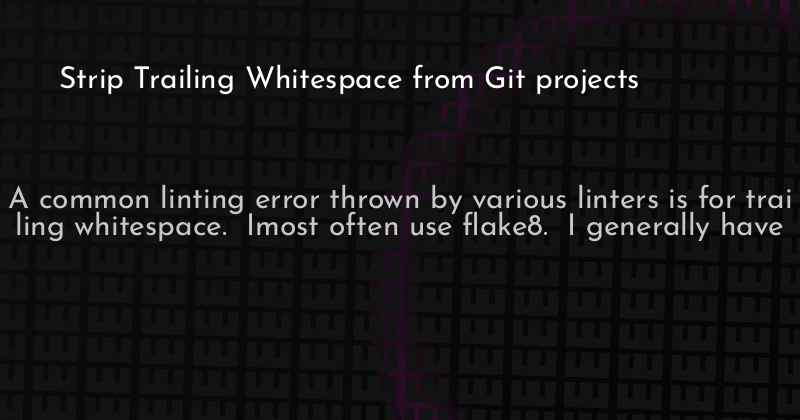 Strip Trailing Whitespace from Git projects
A common linting error thrown by various linters is for trai
ling whitespace.  Imost often use flake8.  I generally have